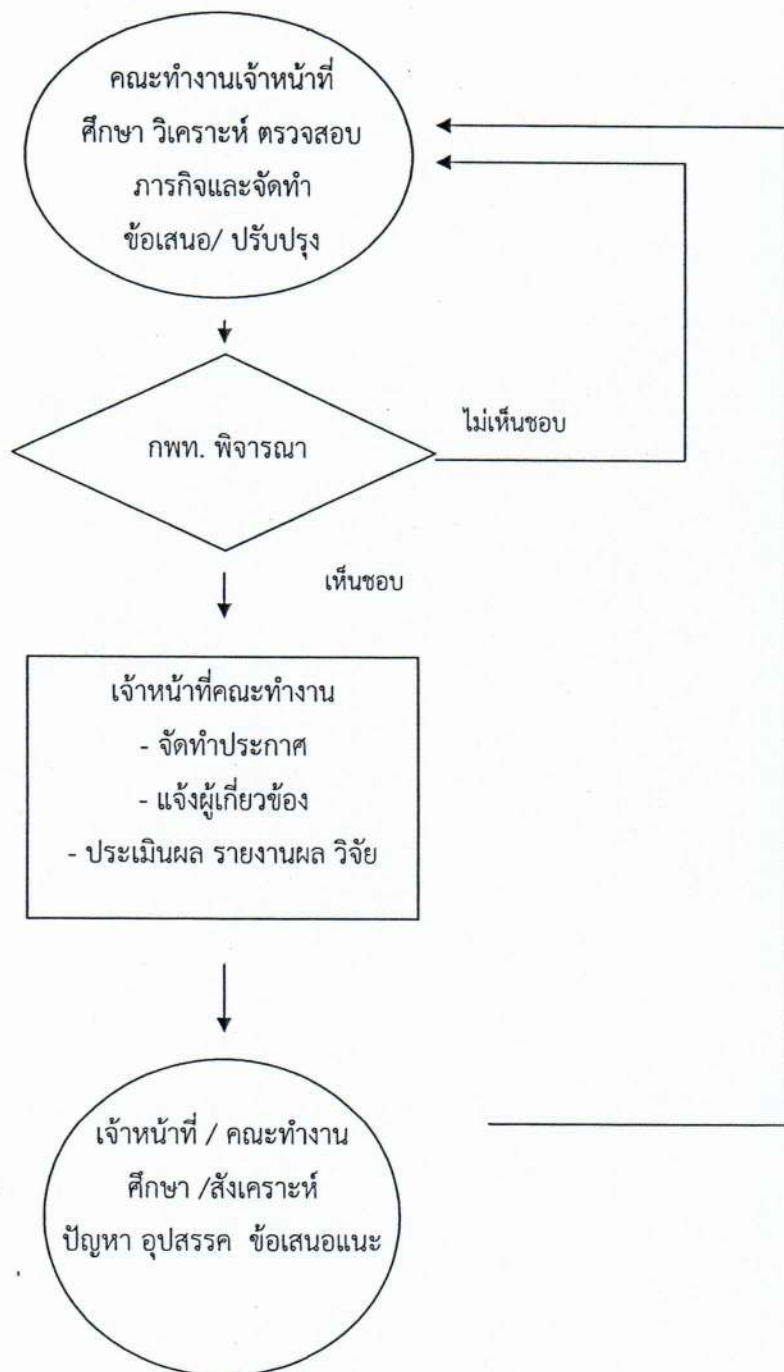 คณะทำงานเจ้าหน้าที่
ศึกษา วิเคราะห์ ตรวจสอบ
ภารกิจและจัดทำ
ข้อเสนอ/ ปรับปรุง
กพท. พิจารณา
ไม่เห็นชอบ
เห็นชอบ
เจ้าหน้าที่คณะทำงาน
- จัดทำประกาศ
- แจ้งผู้เกี่ยวข้อง
- ประเมินผล รายงานผล วิจัย
เจ้าหน้าที่ / คณะทำงาน
ศึกษา /สังเคราะห์
ปัญหา อุปสรรค ข้อเสนอแนะ